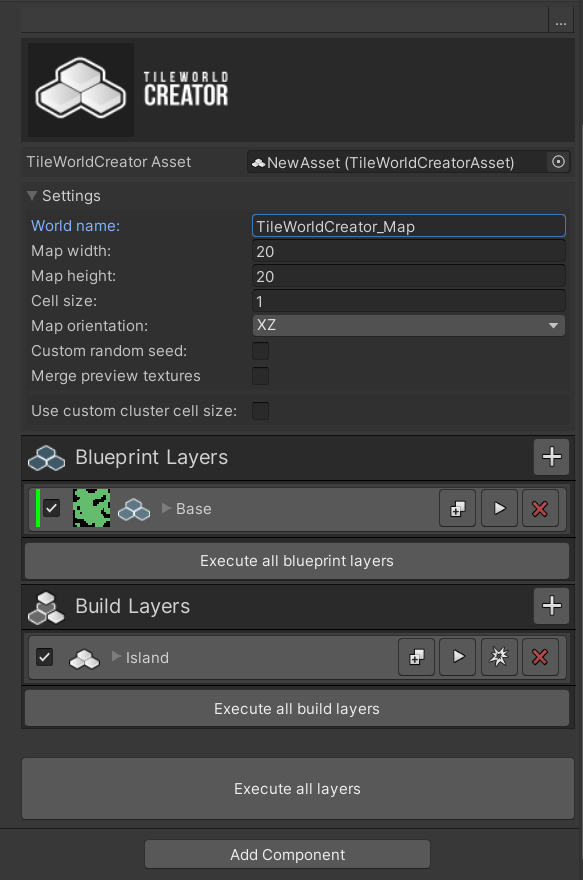 ...
TILEWORLD
CREATOR
TileWorldCreator Asset NewAsset (TileWorldCreatorAsset)
Settings
World name: TileWorldCreator_Map
Map width: 20
Map height: 20
Cell size: 1
Map orientation: XZ
Custom random seed:
Merge preview textures
Use custom cluster cell size:
Blueprint Layers
Base
Execute all blueprint layers
Build Layers
Island
Execute all build layers
Execute all layers
Add Component